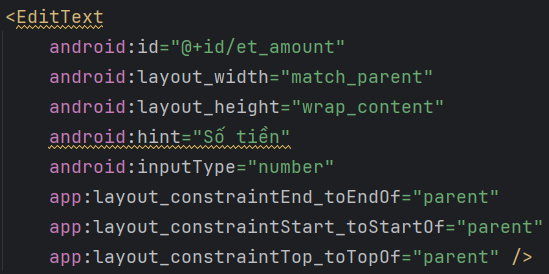 <EditText
android:id="@+id/et_amount"
android:layout_width="match_parent"
android:layout_height="wrap_content"
android:hint="Số tiền"
android:inputType="number"
app:layout_constraintEnd_toEndOf="parent"
app:layout_constraintStart_toStartOf="parent"
app:layout_constraintTop_toTopOf="parent" />